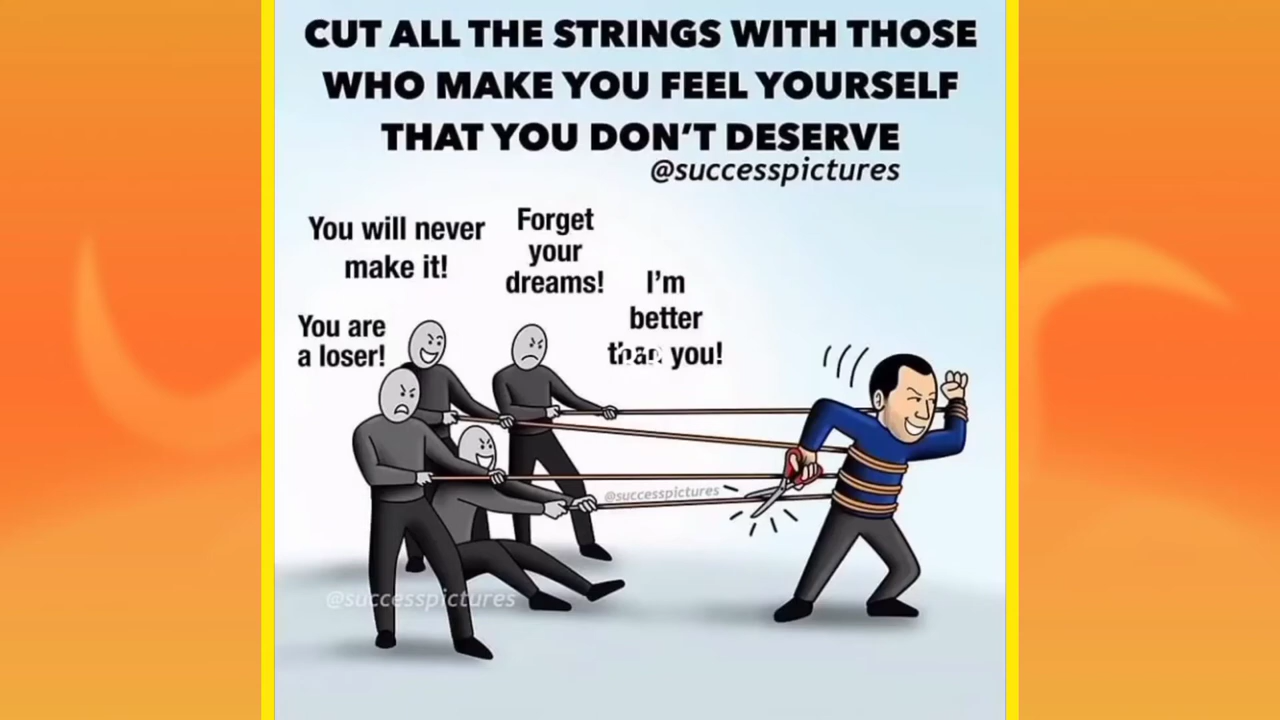 CUT ALL THE STRINGS WITH THOSE
WHO MAKE YOU FEEL YOURSELF
THAT YOU DON'T DESERVE
@successpictures
You will never
make it!
Forget
your
dreams!
I'm
better
than you!
You are
a loser!
@successpictures
@successpictures